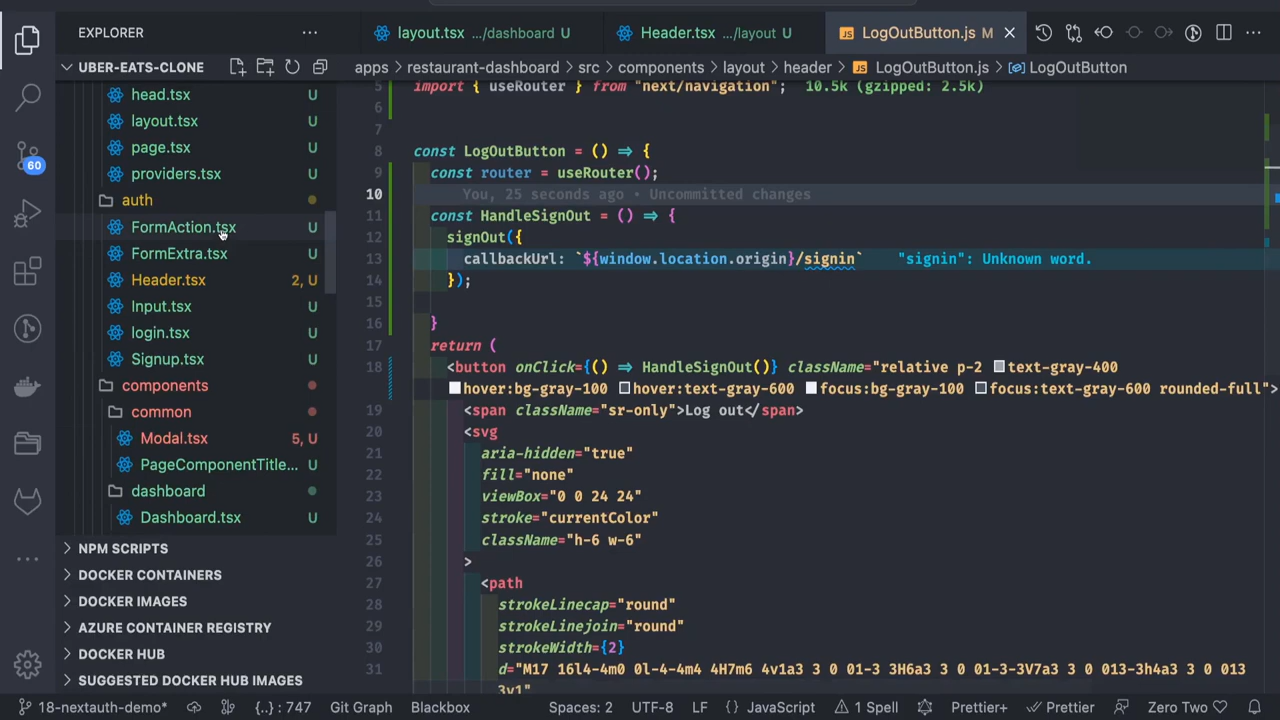 EXPLORER
layout.tsx .../dashboard U
Header.tsx .../layout U
JS LogOutButton.js M
UBER-EATS-CLONE
apps restaurant-dashboard src components layout header JS LogOutButton.js LogOutButton
head.tsx U
layout.tsx U
page.tsx U
providers.tsx U
auth
FormAction.tsx U
FormExtra.tsx U
Header.tsx 2, U
Input.tsx U
login.tsx U
Signup.tsx U
components
common
Modal.tsx 5, U
PageComponentTitle... U
dashboard
Dashboard.tsx U
NPM SCRIPTS
DOCKER CONTAINERS
DOCKER IMAGES
AZURE CONTAINER REGISTRY
DOCKER HUB
SUGGESTED DOCKER HUB IMAGES
60
5 import { useRouter } from "next/navigation"; 10.5k (gzipped: 2.5k)
6
7
8 const LogOutButton = () => {
9 const router = useRouter();
10 You, 25 seconds ago • Uncommitted changes
11 const HandleSignOut = () => {
12 signOut({
13 callbackUrl: `${window.location.origin}/signin` "signin": Unknown word.
14 });
15
16 }
17 return (
18 <button onClick={() => HandleSignOut()} className="relative p-2 text-gray-400
hover:bg-gray-100 hover:text-gray-600 focus:bg-gray-100 focus:text-gray-600 rounded-full">
19 <span className="sr-only">Log out</span>
20 <svg
21 aria-hidden="true"
22 fill="none"
23 viewBox="0 0 24 24"
24 stroke="currentColor"
25 className="h-6 w-6"
26 >
27 <path
28 strokeLinecap="round"
29 strokeLinejoin="round"
30 strokeWidth={2}
31 d="M17 16l4-4m0 0l-4-4m4 4H7m6 4v1a3 3 0 01-3 3H6a3 3 0 01-3-3V7a3 3 0 013-3h4a3 3 0 013
3v1"
18-nextauth-demo* {..} : 747 Git Graph Blackbox Spaces: 2 UTF-8 LF { } JavaScript 1 Spell Prettier+ Prettier Zero Two